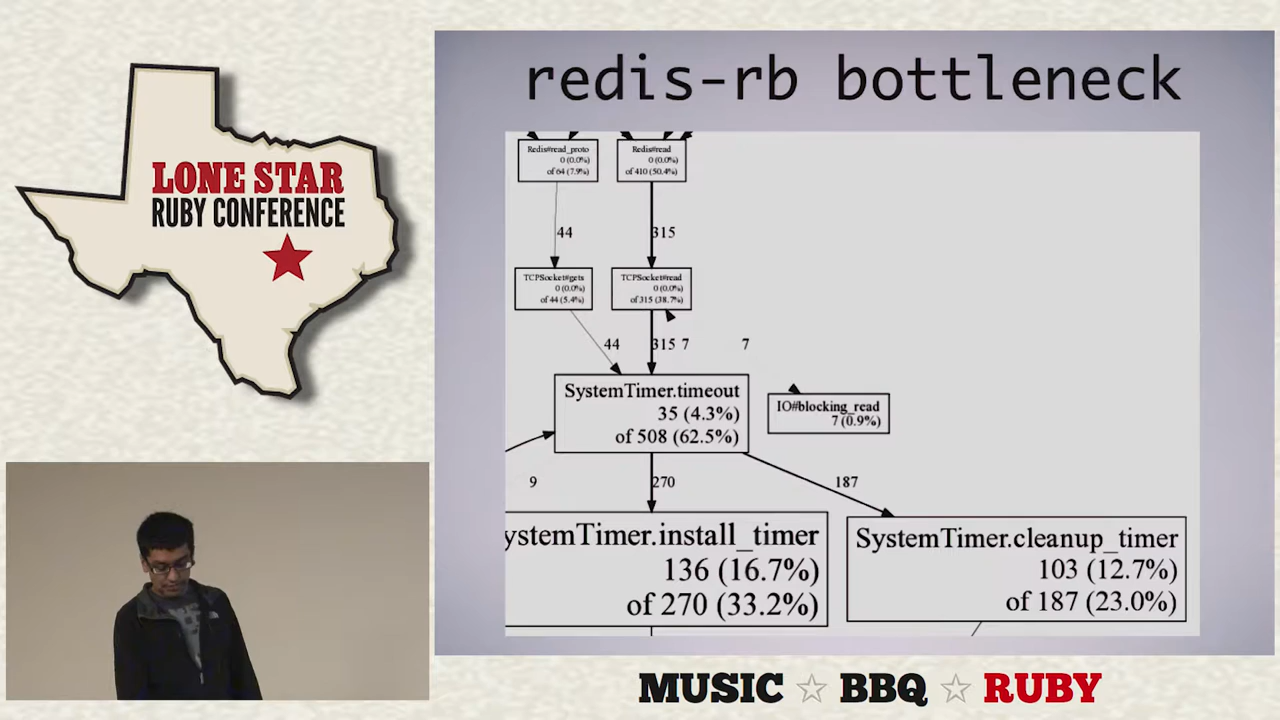 LONE STAR
RUBY CONFERENCE
redis-rb bottleneck
Redis#read_proto
0 (0.0%)
of 64 (7.9%)
Redis#read
0 (0.0%)
of 410 (50.4%)
44
315
TCPSocket#gets
0 (0.0%)
of 44 (5.4%)
TCPSocket#read
0 (0.0%)
of 315 (38.7%)
44
315
7
7
SystemTimer.timeout
35 (4.3%)
of 508 (62.5%)
IO#blocking_read
7 (0.9%)
9
270
187
ystemTimer.install_timer
136 (16.7%)
of 270 (33.2%)
SystemTimer.cleanup_timer
103 (12.7%)
of 187 (23.0%)
MUSIC ☆ BBQ ☆ RUBY